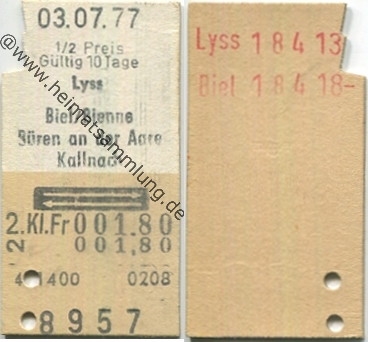 03.07.77
1/2 Preis
Gültig 10 Tage
Lyss
Biel/Bienne
Büren an der Aare
Kallnach
2.Kl.Fr 001.80
2 001,80
1400 0208
8957
@www.heimatsammlung.de
Lyss 1 8 4 13
Biel 1 8 4 18-